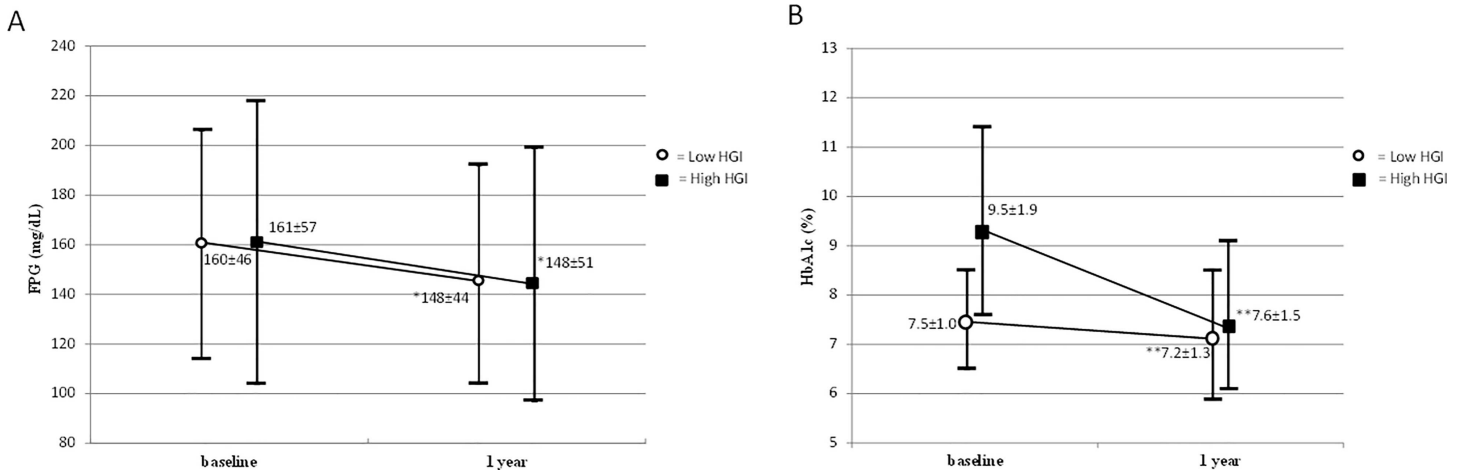 A
FPG (mg/dL)
240
220
200
180
160
140
120
100
80
161±57
160±46
*148±51
*148±44
baseline
1 year
= Low HGI
= High HGI
B
HbA1c (%)
13
12
11
10
9
8
7
6
5
9.5±1.9
7.5±1.0
**7.6±1.5
**7.2±1.3
baseline
1 year
= Low HGI
= High HGI